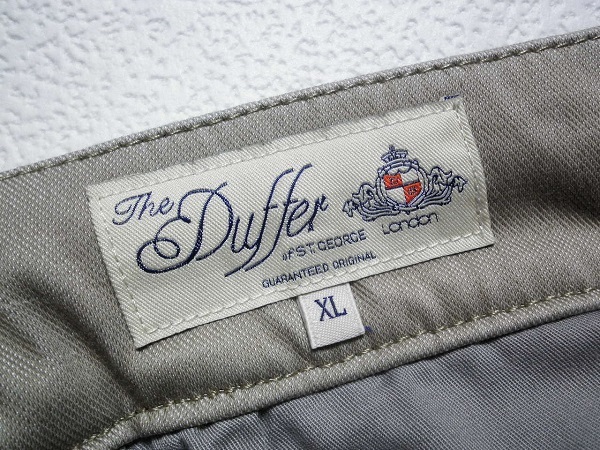 The Duffer
of ST. GEORGE
London
GUARANTEED ORIGINAL
XL